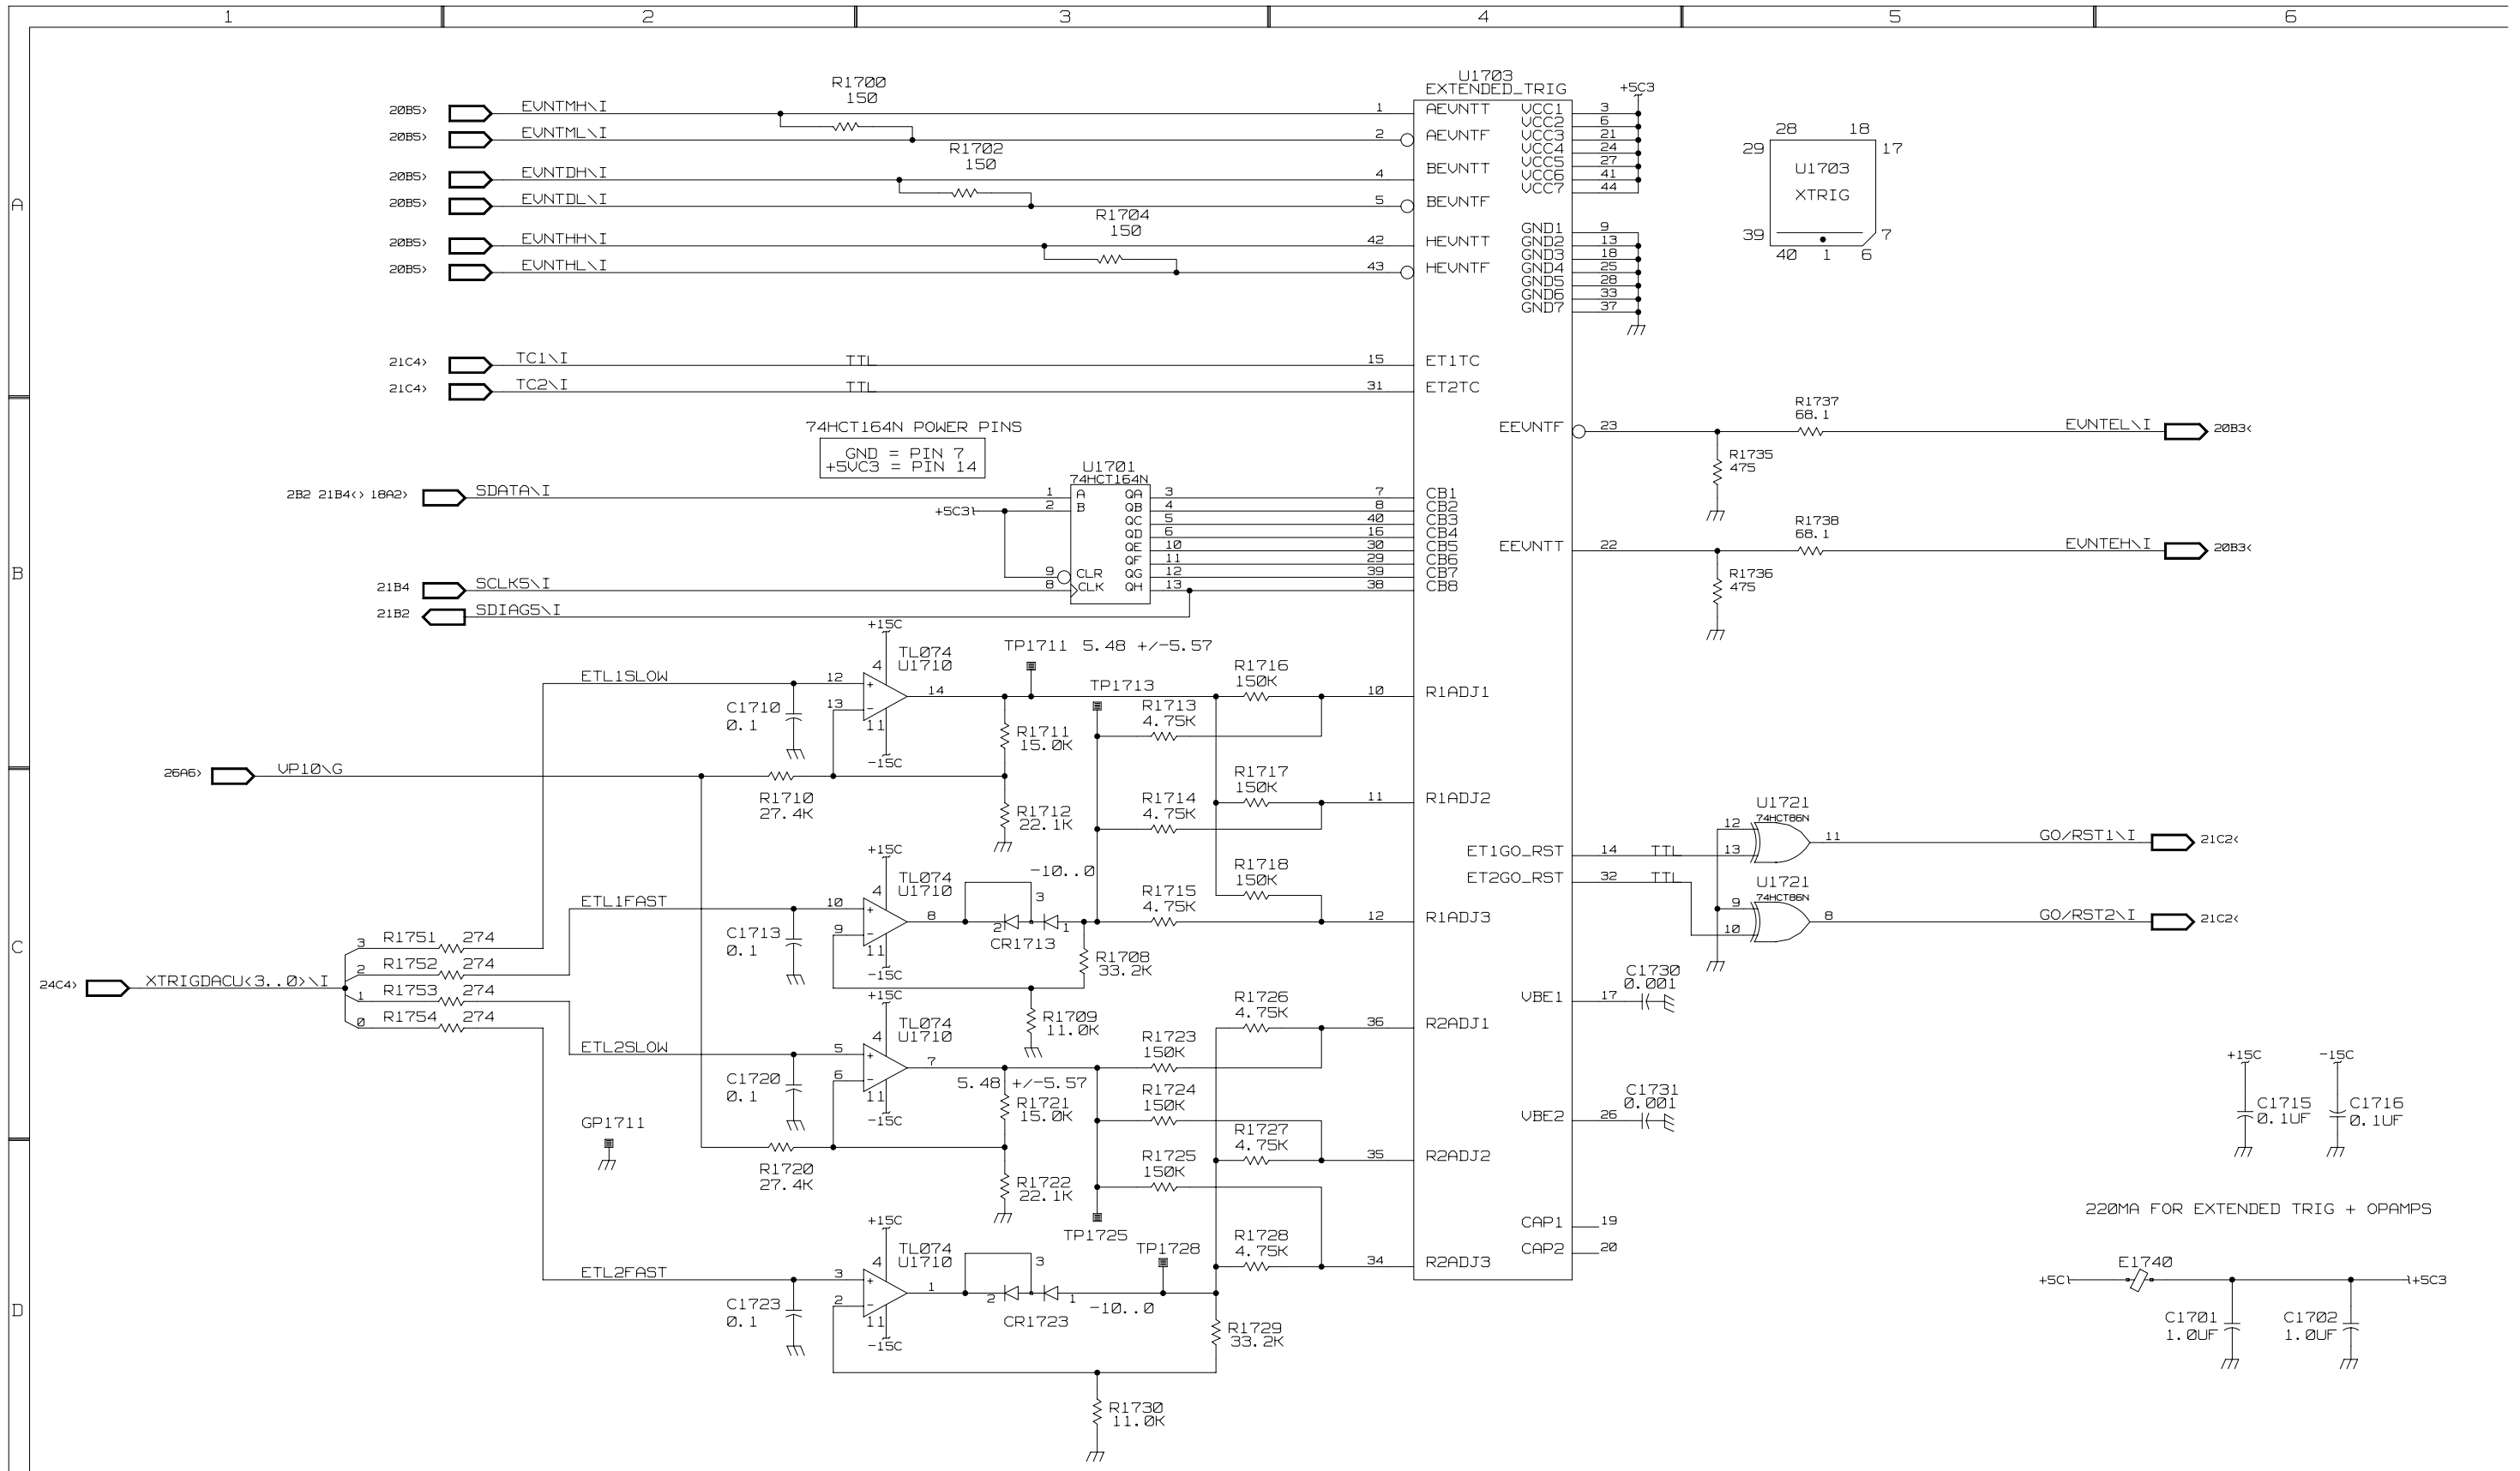 1 2 3 4 5 6
A
B
C
D
R1700
150
20B5> EVNTMH\I
20B5> EVNTML\I
R1702
150
20B5> EVNTDH\I
20B5> EVNTDL\I
R1704
150
20B5> EVNTHH\I
20B5> EVNTHL\I
21C4> TC1\I TTL
21C4> TC2\I TTL
U1703
EXTENDED_TRIG
+5C3
1 AEVNTT VCC1 3
VCC2 6
2 AEVNTF VCC3 21
VCC4 24
4 BEVNTT VCC5 27
VCC6 41
VCC7 44
5 BEVNTF
GND1 9
42 HEVNTT GND2 13
GND3 18
43 HEVNTF GND4 25
GND5 28
GND6 33
GND7 37
15 ET1TC
31 ET2TC
28 18
29 17
U1703
XTRIG
39 7
40 1 6
EEVNTF 23
R1737
68.1
EVNTEL\I 20B3<
R1735
475
EEVNTT 22
R1738
68.1
EVNTEH\I 20B3<
R1736
475
74HCT164N POWER PINS
GND = PIN 7
+5VC3 = PIN 14
U1701
74HCT164N
2B2 21B4<> 18A2> SDATA\I
+5C3
1 A QA 3 7 CB1
2 B QB 4 8 CB2
QC 5 40 CB3
QD 6 16 CB4
QE 10 30 CB5
QF 11 29 CB6
9 CLR QG 12 39 CB7
8 CLK QH 13 38 CB8
21B4 SCLK5\I
21B2 SDIAG5\I
+15C
4
TL074
U1710
TP1711 5.48 +/-5.57
ETL1SLOW
12 + 14
13 -
11
-15C
C1710
0.1
TP1713
R1716
150K
10 R1ADJ1
R1713
4.75K
R1711
15.0K
26A6> VP10\G
R1710
27.4K
R1712
22.1K
R1717
150K
R1714
4.75K
11 R1ADJ2
+15C
4
TL074
U1710
-10..0
ETL1FAST
10 + 8
9 -
11
-15C
C1713
0.1
3
2 1
CR1713
R1718
150K
R1715
4.75K
12 R1ADJ3
R1708
33.2K
R1709
11.0K
ET1GO_RST 14 TTL
ET2GO_RST 32 TTL
U1721
74HCT86N
12
13 11
GO/RST1\I 21C2<
U1721
74HCT86N
9
10 8
GO/RST2\I 21C2<
3 R1751 274
2 R1752 274
1 R1753 274
0 R1754 274
24C4> XTRIGDACU<3..0>\I
VBE1 17
C1730
0.001
+15C
4
TL074
U1710
ETL2SLOW
5 + 7
6 -
11
-15C
C1720
0.1
5.48 +/-5.57
R1721
15.0K
R1726
4.75K
R1723
150K
36 R2ADJ1
R1724
150K
VBE2 26
C1731
0.001
GP1711
R1720
27.4K
R1722
22.1K
R1727
4.75K
R1725
150K
35 R2ADJ2
TP1725
+15C
-15C
C1715
0.1UF
C1716
0.1UF
+15C
4
TL074
U1710
ETL2FAST
3 + 1
2 -
11
-15C
C1723
0.1
3
2 1
CR1723
TP1728
-10..0
R1728
4.75K
34 R2ADJ3
R1729
33.2K
R1730
11.0K
CAP1 19
CAP2 20
220MA FOR EXTENDED TRIG + OPAMPS
+5C E1740 +5C3
C1701
1.0UF
C1702
1.0UF